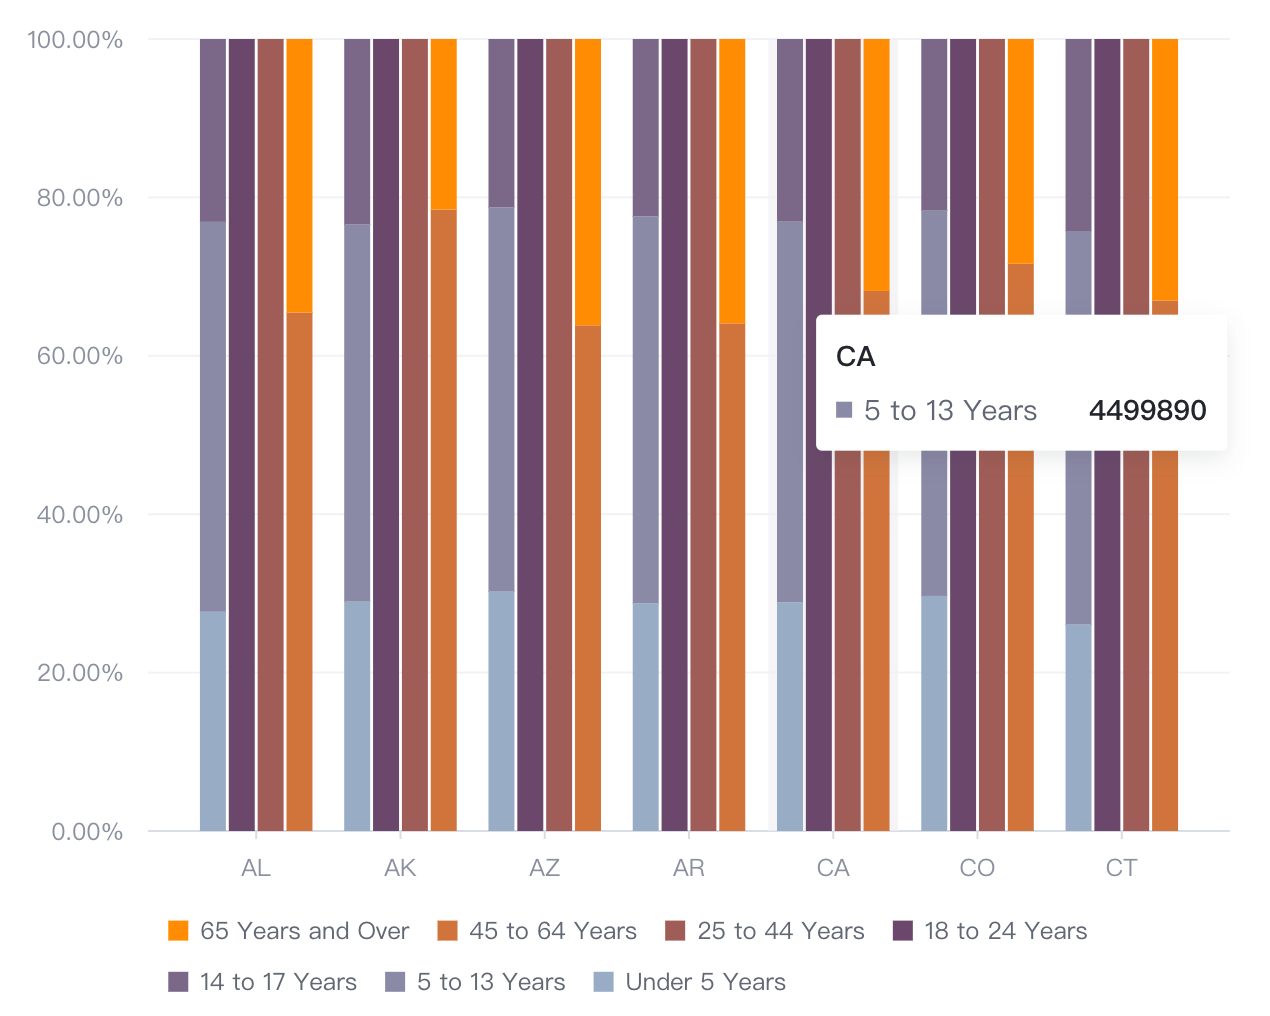 100.00%
80.00%
60.00%
40.00%
20.00%
0.00%
CA
5 to 13 Years 4499890
AL AK AZ AR CA CO CT
65 Years and Over 45 to 64 Years 25 to 44 Years 18 to 24 Years
14 to 17 Years 5 to 13 Years Under 5 Years